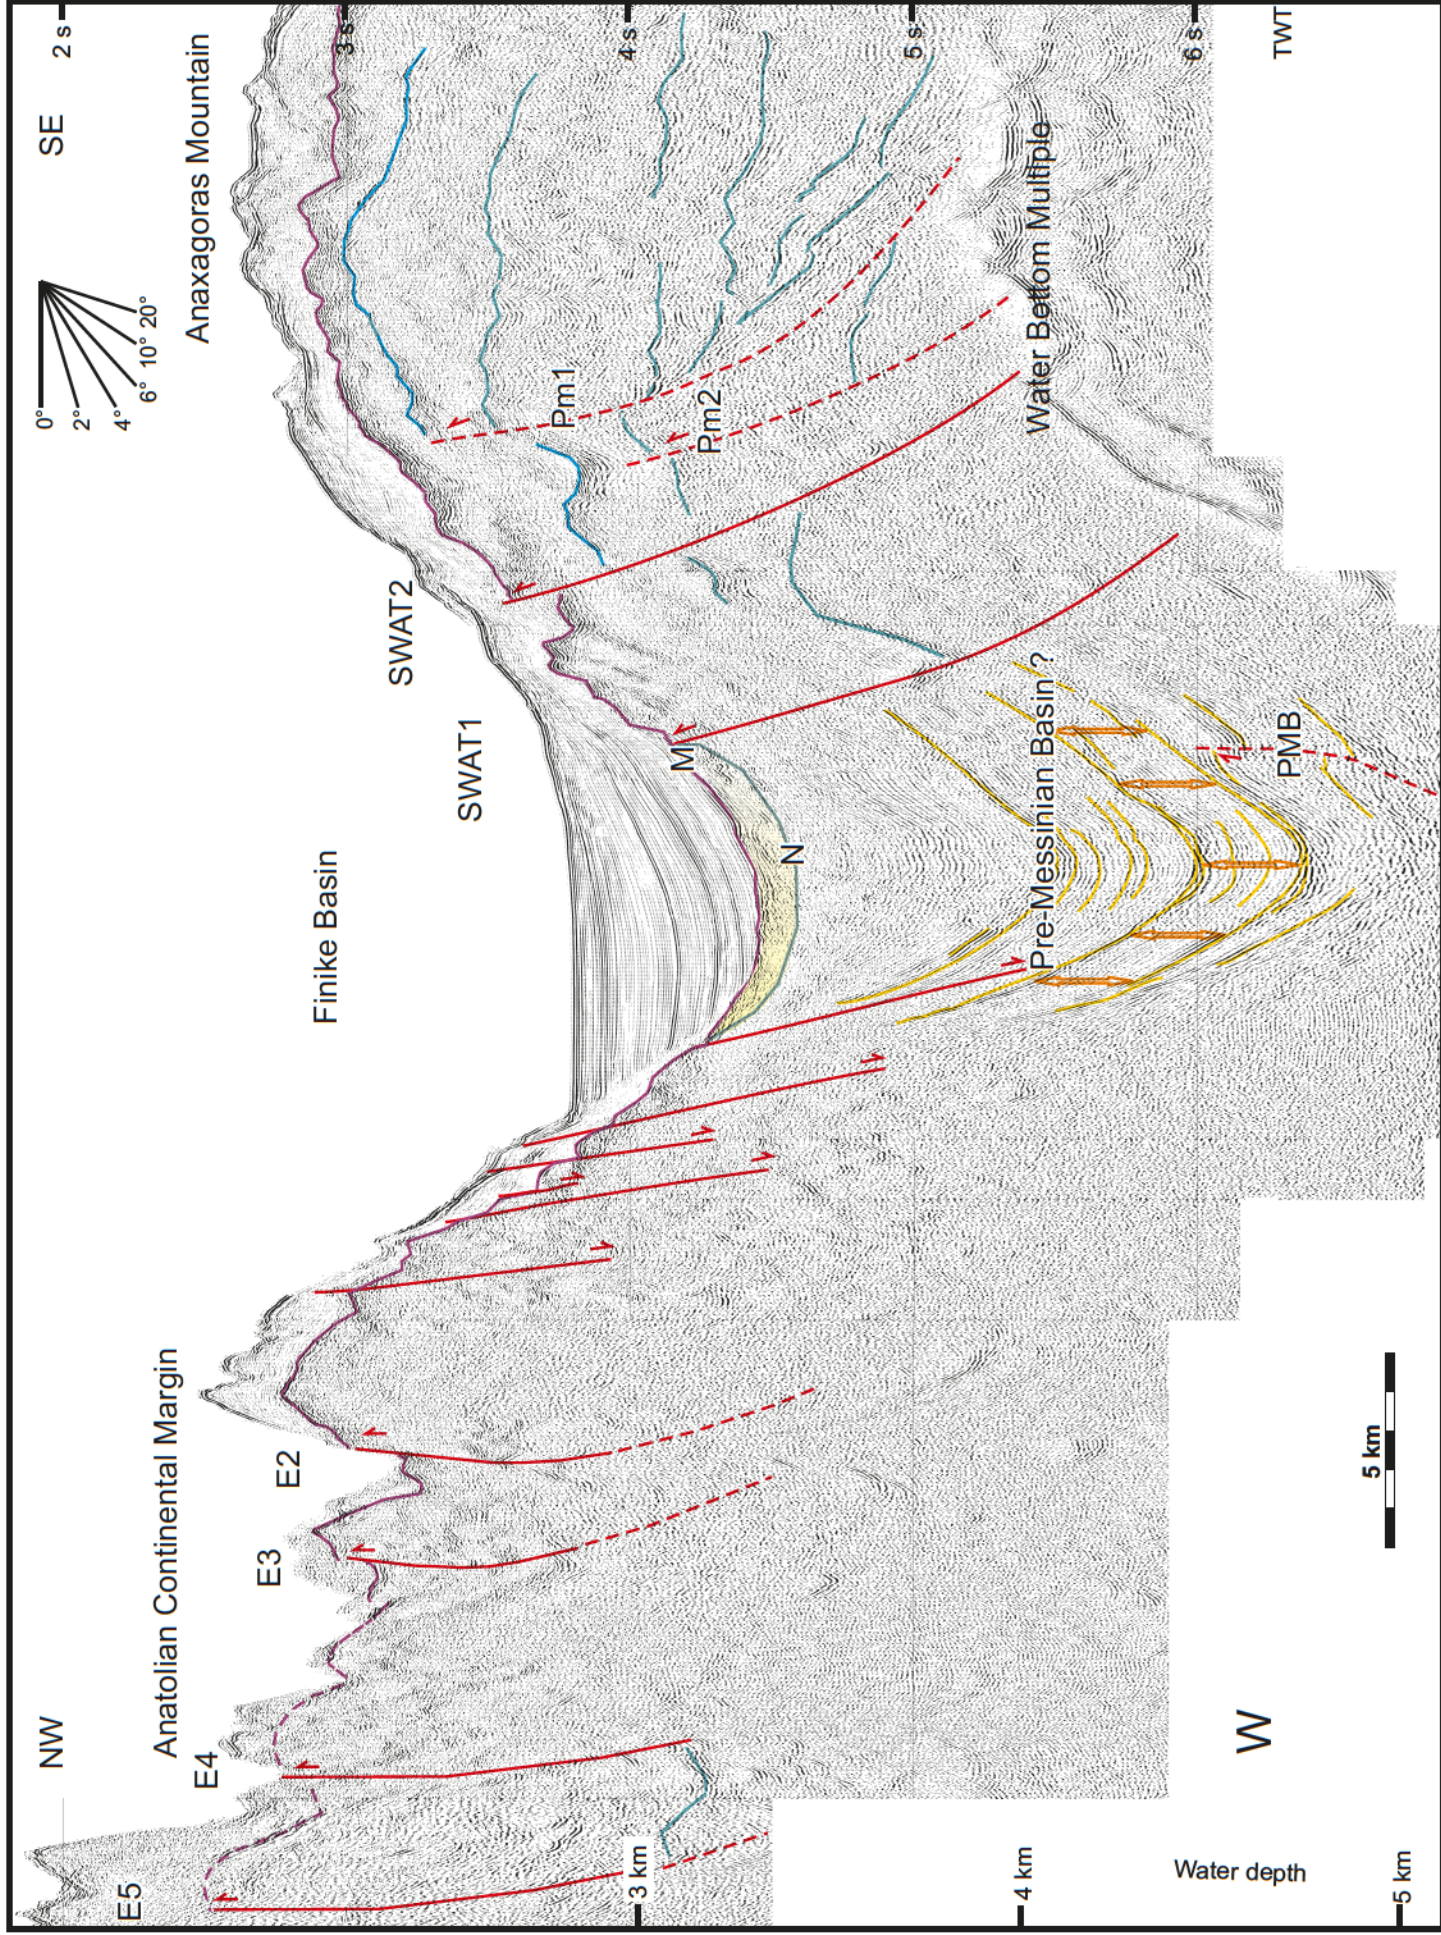 NW
SE
2 s
3 s
4 s
5 s
6 s
TWT
0°
2°
4°
6°
10°
20°
Anatolian Continental Margin
Finike Basin
Anaxagoras Mountain
E5
E4
E3
E2
SWAT1
SWAT2
Pm1
Pm2
M
N
Pre-Messinian Basin ?
Water Bottom Multiple
PMB
3 km
4 km
5 km
Water depth
W
5 km